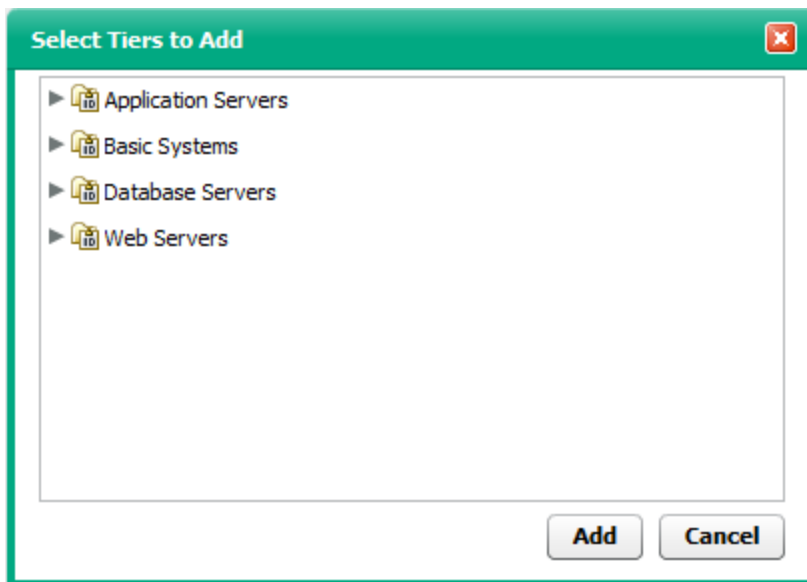 Select Tiers to Add
Application Servers
Basic Systems
Database Servers
Web Servers
Add Cancel